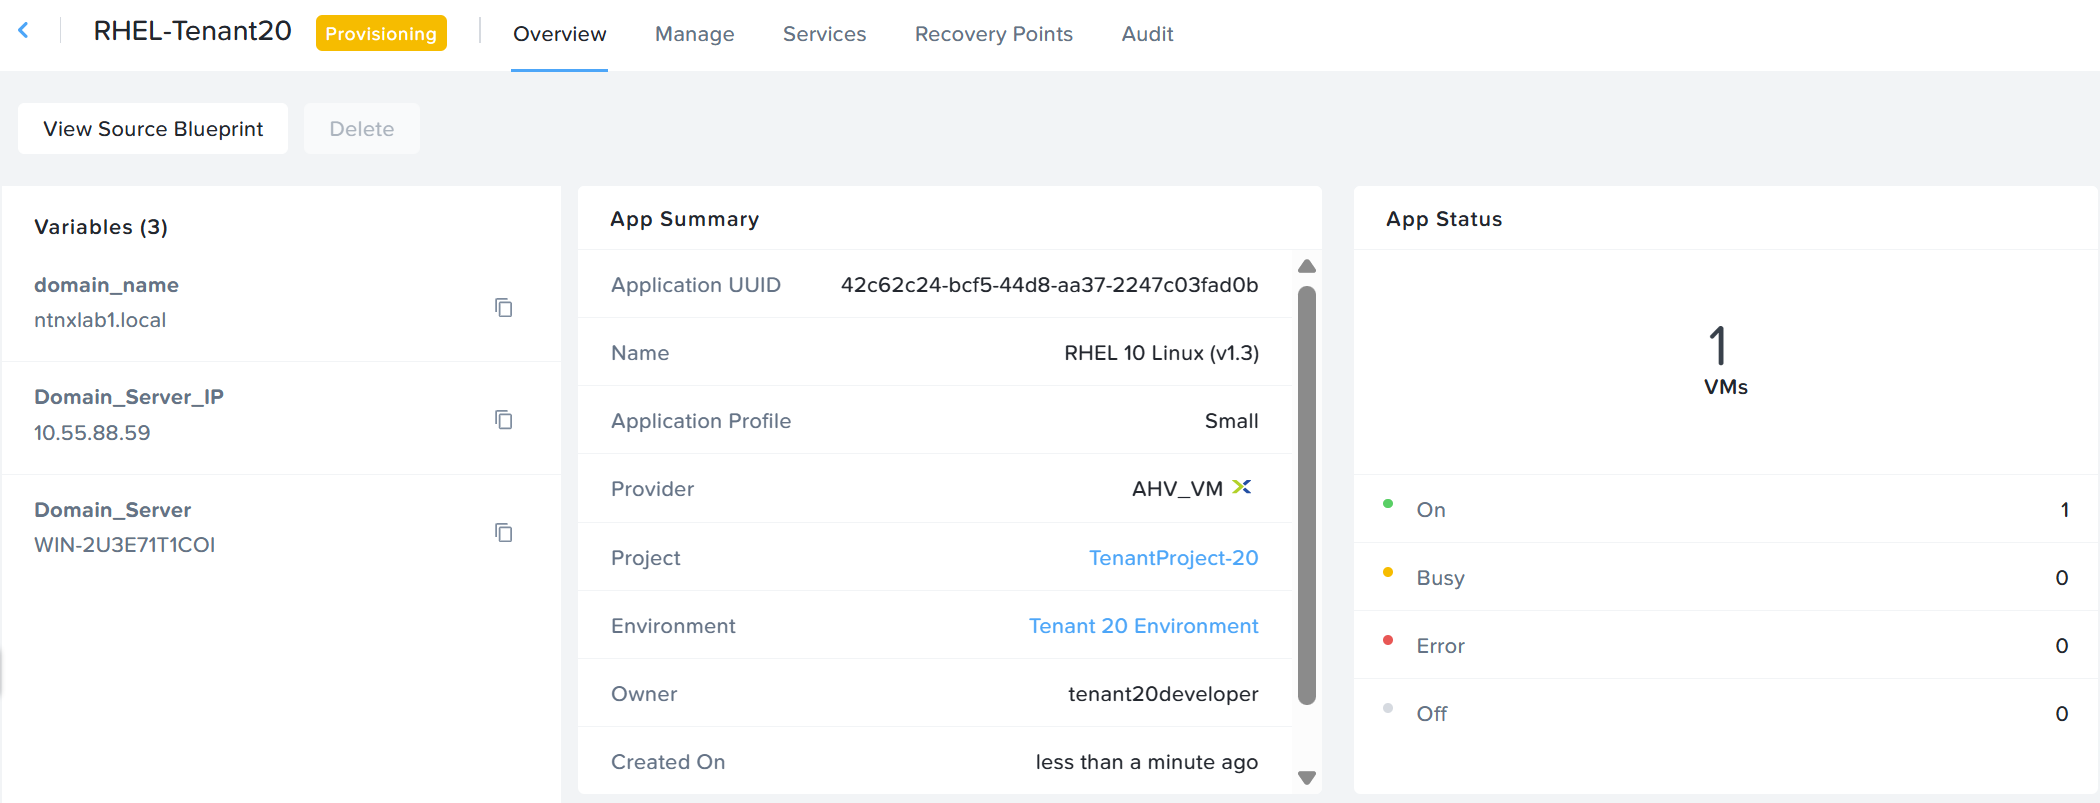 RHEL-Tenant20 Provisioning Overview Manage Services Recovery Points Audit
View Source Blueprint Delete
Variables (3)
domain_name
ntnxlab1.local
Domain_Server_IP
10.55.88.59
Domain_Server
WIN-2U3E71T1COI
App Summary
Application UUID 42c62c24-bcf5-44d8-aa37-2247c03fad0b
Name RHEL 10 Linux (v1.3)
Application Profile Small
Provider AHV_VM
Project TenantProject-20
Environment Tenant 20 Environment
Owner tenant20developer
Created On less than a minute ago
App Status
1
VMs
On 1
Busy 0
Error 0
Off 0